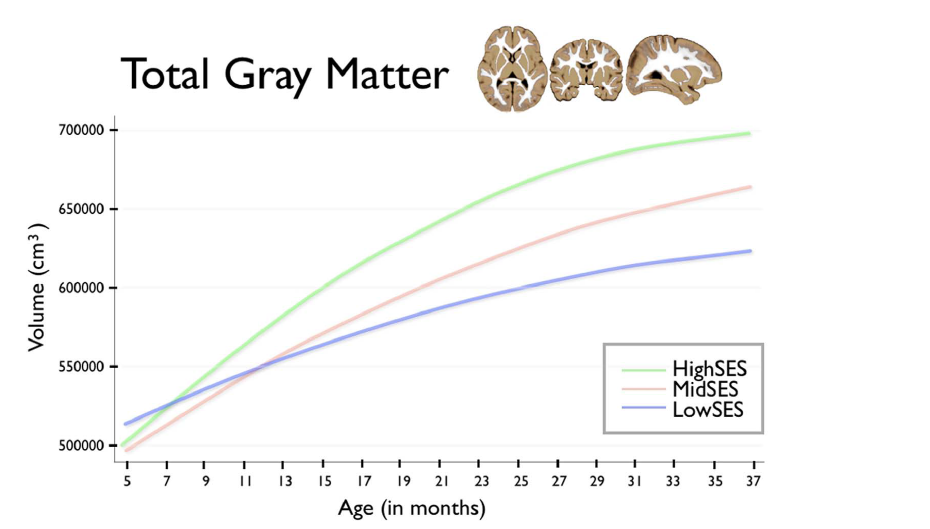 Total Gray Matter
700000
650000
600000
550000
500000
Volume (cm³)
HighSES
MidSES
LowSES
5 7 9 11 13 15 17 19 21 23 25 27 29 31 33 35 37
Age (in months)